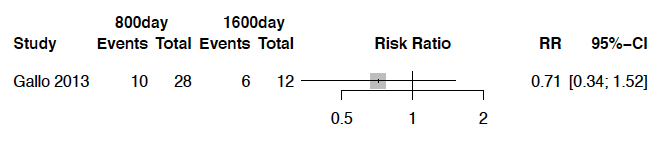 800day 1600day
Study Events Total Events Total Risk Ratio RR 95%−CI
Gallo 2013 10 28 6 12 0.71 [0.34; 1.52]
0.5 1 2